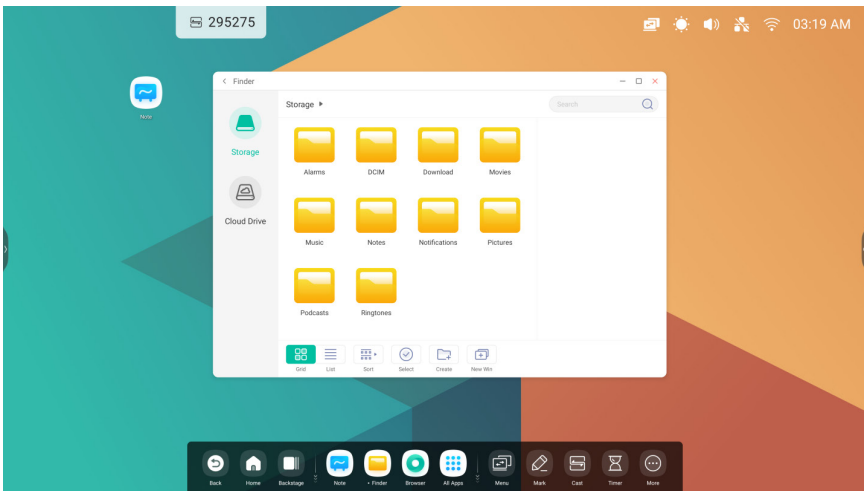 295275
03:19 AM
Note
Finder
Storage
Search
Storage
Cloud Drive
Alarms DCIM Download Movies
Music Notes Notifications Pictures
Podcasts Ringtones
Grid List Sort Select Create New Win
Back Home Backstage Note • Finder Browser All Apps Menu Mark Cast Timer More